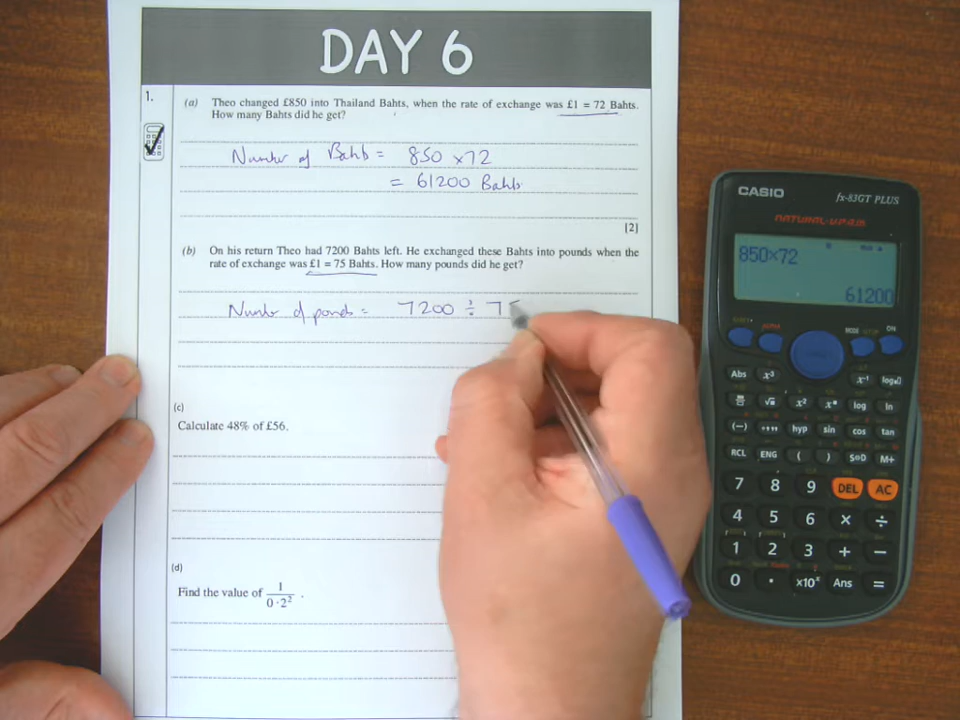 DAY 6
1.
(a) Theo changed £850 into Thailand Bahts, when the rate of exchange was £1 = 72 Bahts.
How many Bahts did he get?
Number of Bahts = 850 × 72
= 61200 Bahts
[2]
(b) On his return Theo had 7200 Bahts left. He exchanged these Bahts into pounds when the
rate of exchange was £1 = 75 Bahts. How many pounds did he get?
Number of pounds = 7200 ÷ 75
(c)
Calculate 48% of £56.
(d)
Find the value of 1/0·2² .
CASIO
fx-83GT PLUS
NATURAL-V.P.A.M.
850×72
61200
SHIFT ALPHA MODE STOP ON
Abs x³ x⁻¹ log
√ x² log ln
(−) hyp sin cos tan
RCL ENG ( ) S⇔D M+
7 8 9 DEL AC
4 5 6 × ÷
1 2 3 + −
0 · ×10ˣ Ans =